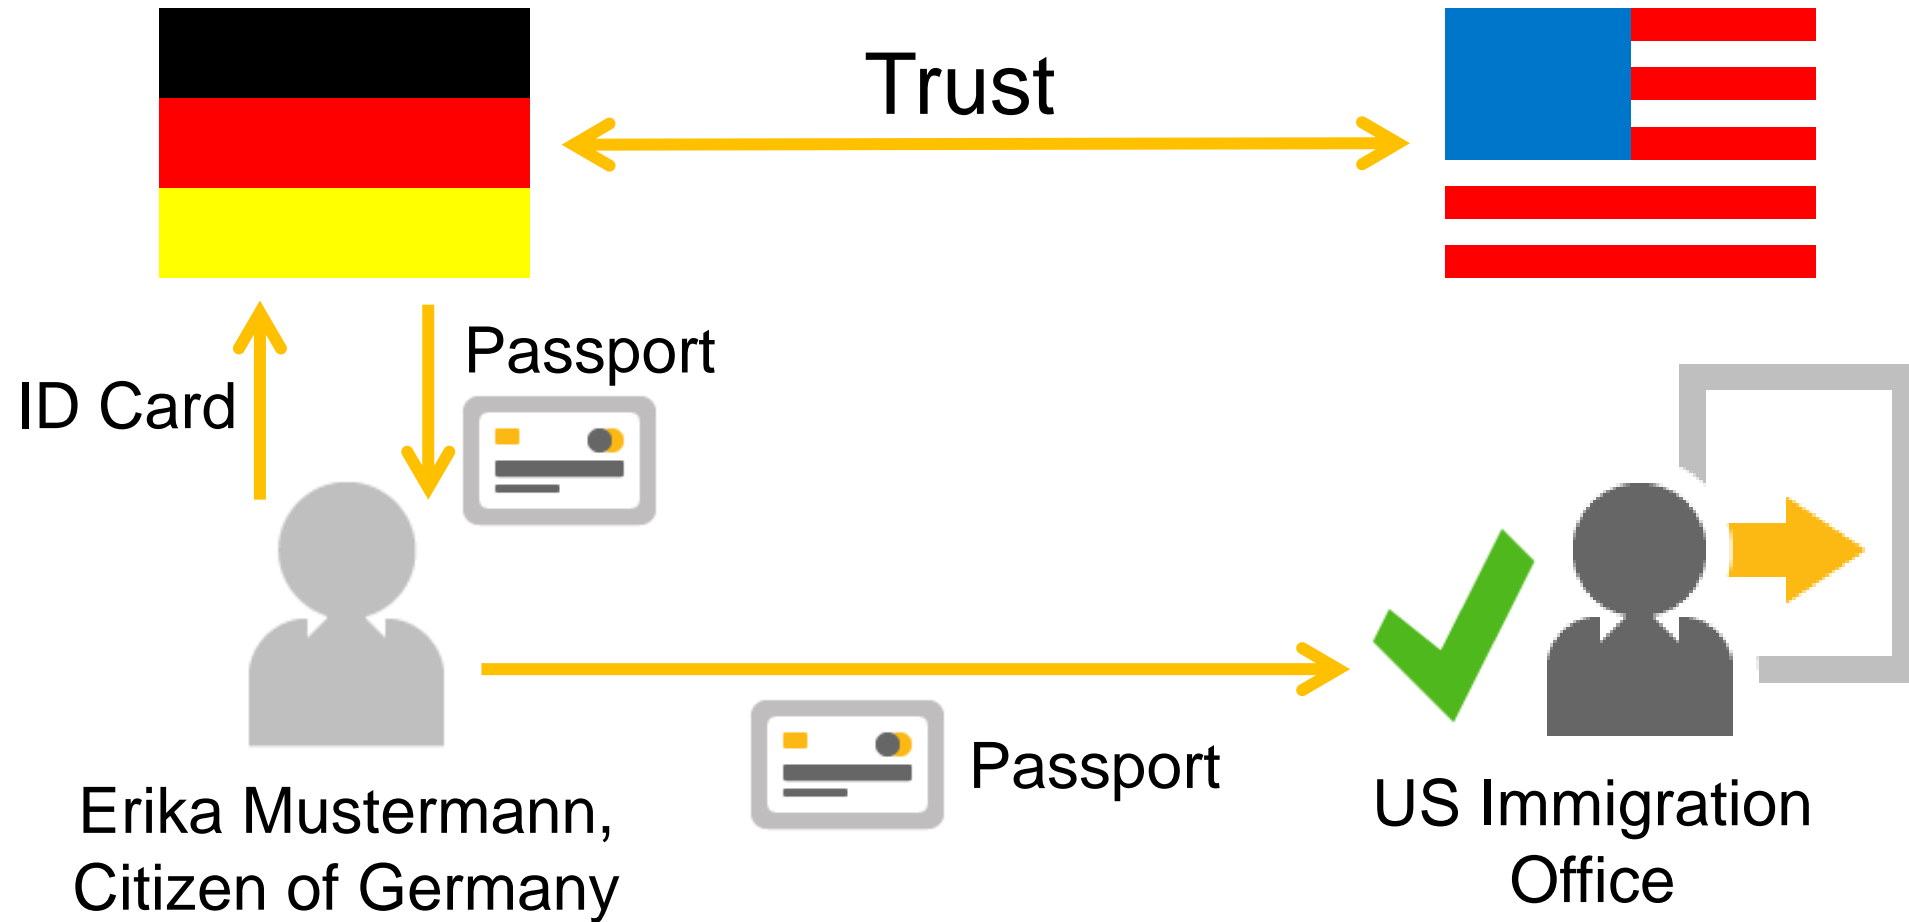 Trust
Passport
ID Card
Passport
Erika Mustermann,
Citizen of Germany
US Immigration
Office